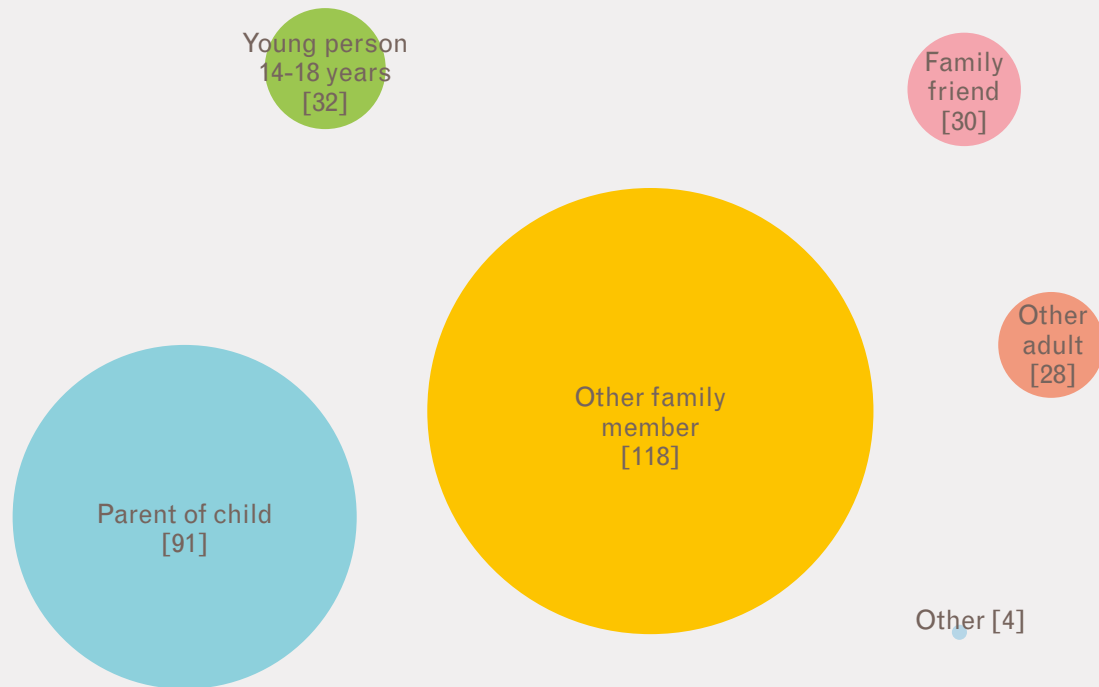 Young person
14-18 years
[32]
Family
friend
[30]
Other
adult
[28]
Other family
member
[118]
Parent of child
[91]
Other [4]